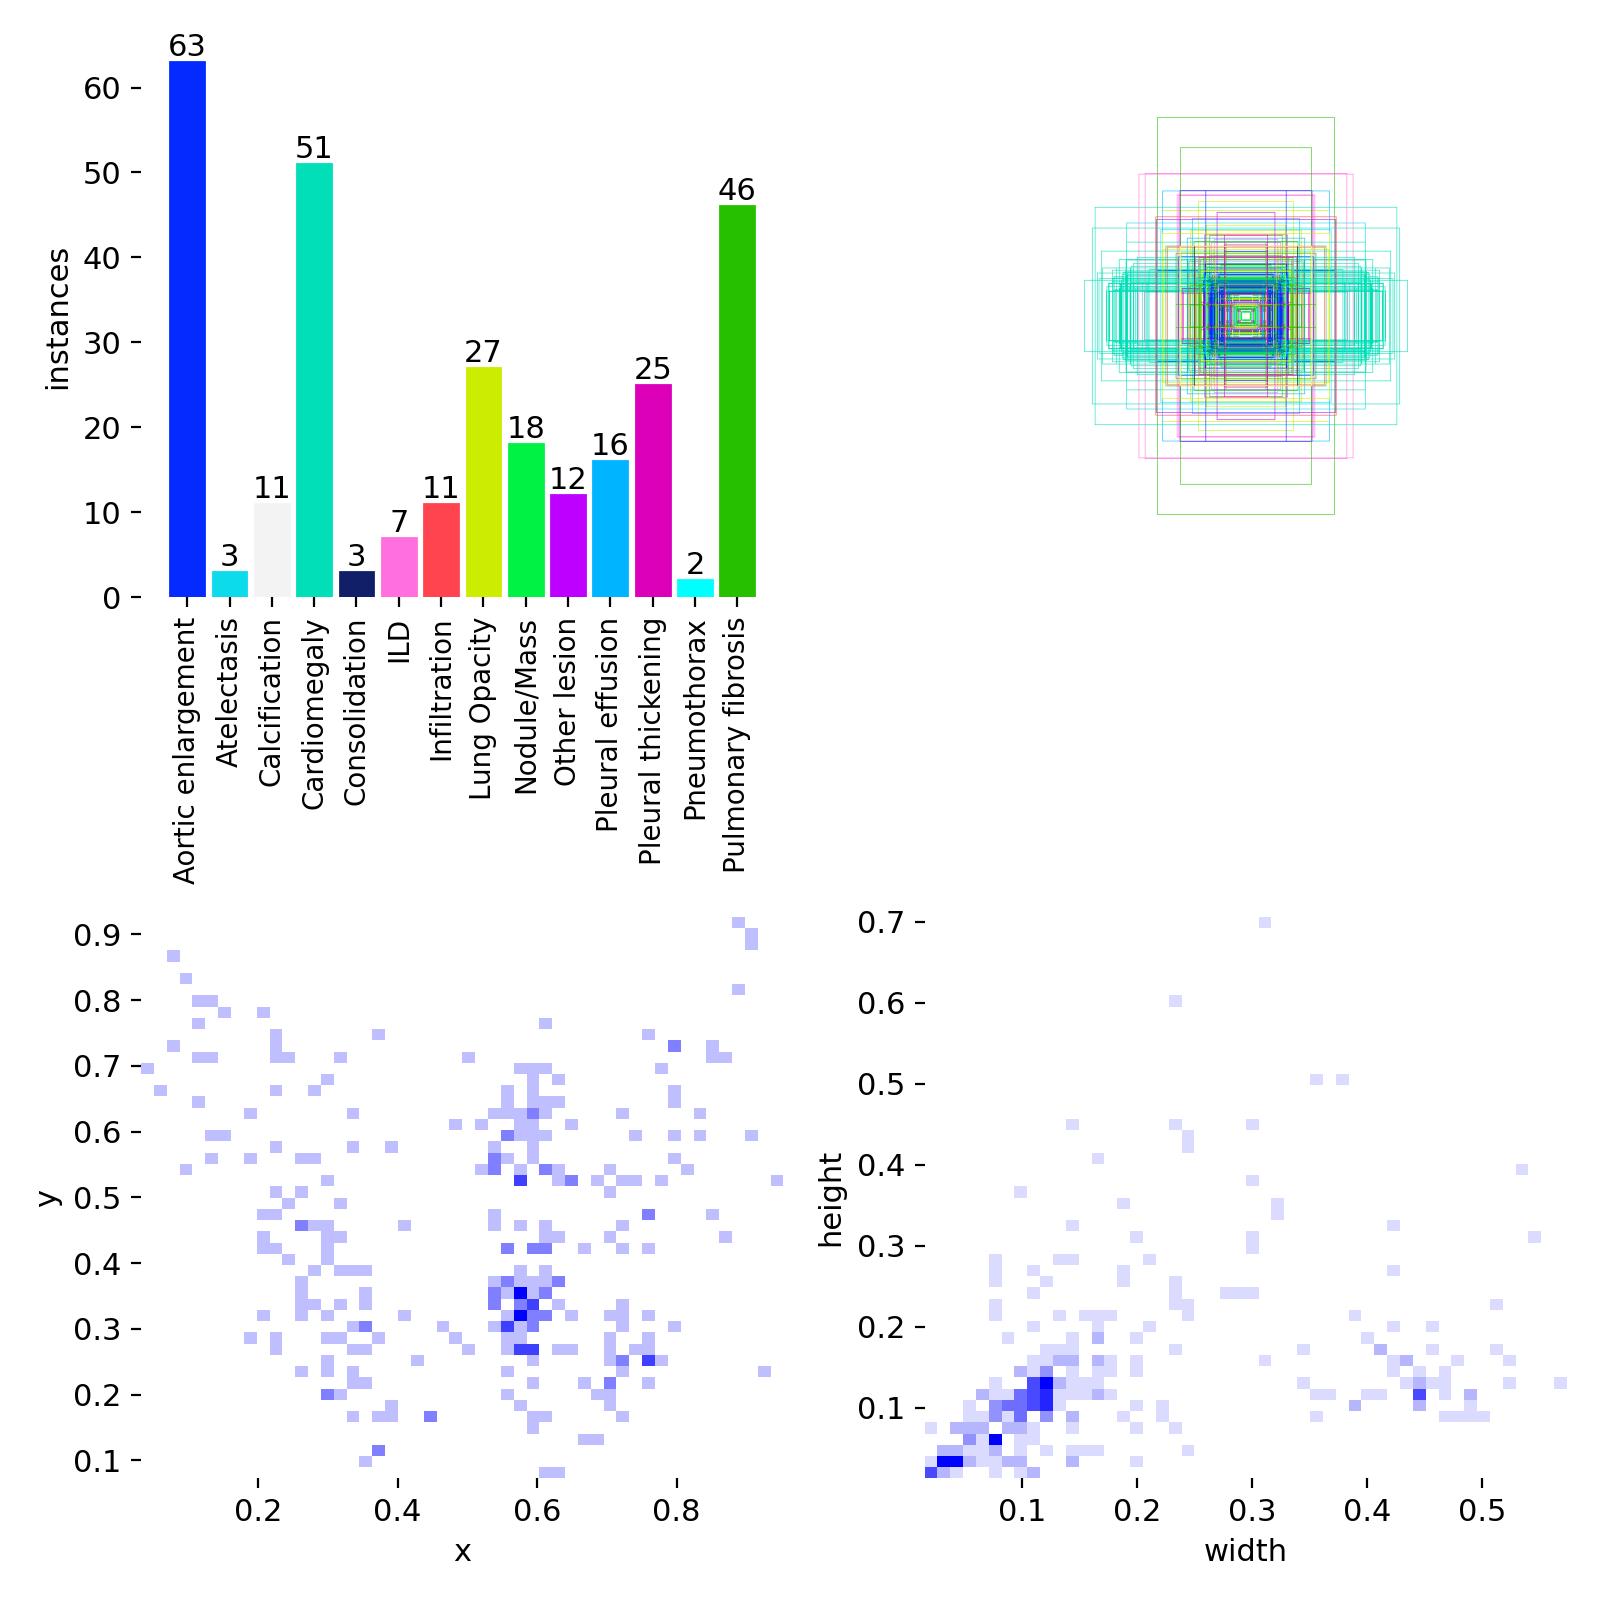 63
60
51
50
46
40
30
27
25
20
18
16
12
11
11
10
7
3
3
2
0
instances
Aortic enlargement
Atelectasis
Calcification
Cardiomegaly
Consolidation
ILD
Infiltration
Lung Opacity
Nodule/Mass
Other lesion
Pleural effusion
Pleural thickening
Pneumothorax
Pulmonary fibrosis
0.9
0.8
0.7
0.6
0.5
0.4
0.3
0.2
0.1
y
0.2 0.4 0.6 0.8
x
0.7
0.6
0.5
0.4
0.3
0.2
0.1
height
0.1 0.2 0.3 0.4 0.5
width